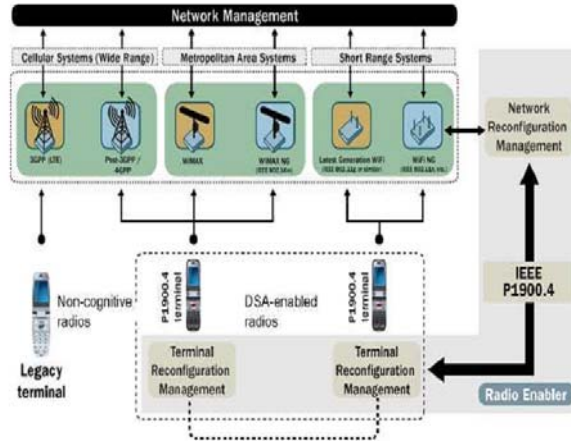 Network Management
Cellular Systems (Wide Range)
Metropolitan Area Systems
Short Range Systems
3GPP (LTE)
Post-3GPP /
4GPP
WiMAX
WiMAX NG
Latest Generation WiFi
WiFi NG
Network
Reconfiguration
Management
IEEE
P1900.4
Non-cognitive
radios
P1900.4
terminal
DSA-enabled
radios
P1900.4
terminal
Legacy
terminal
Terminal
Reconfiguration
Management
Terminal
Reconfiguration
Management
Radio Enabler